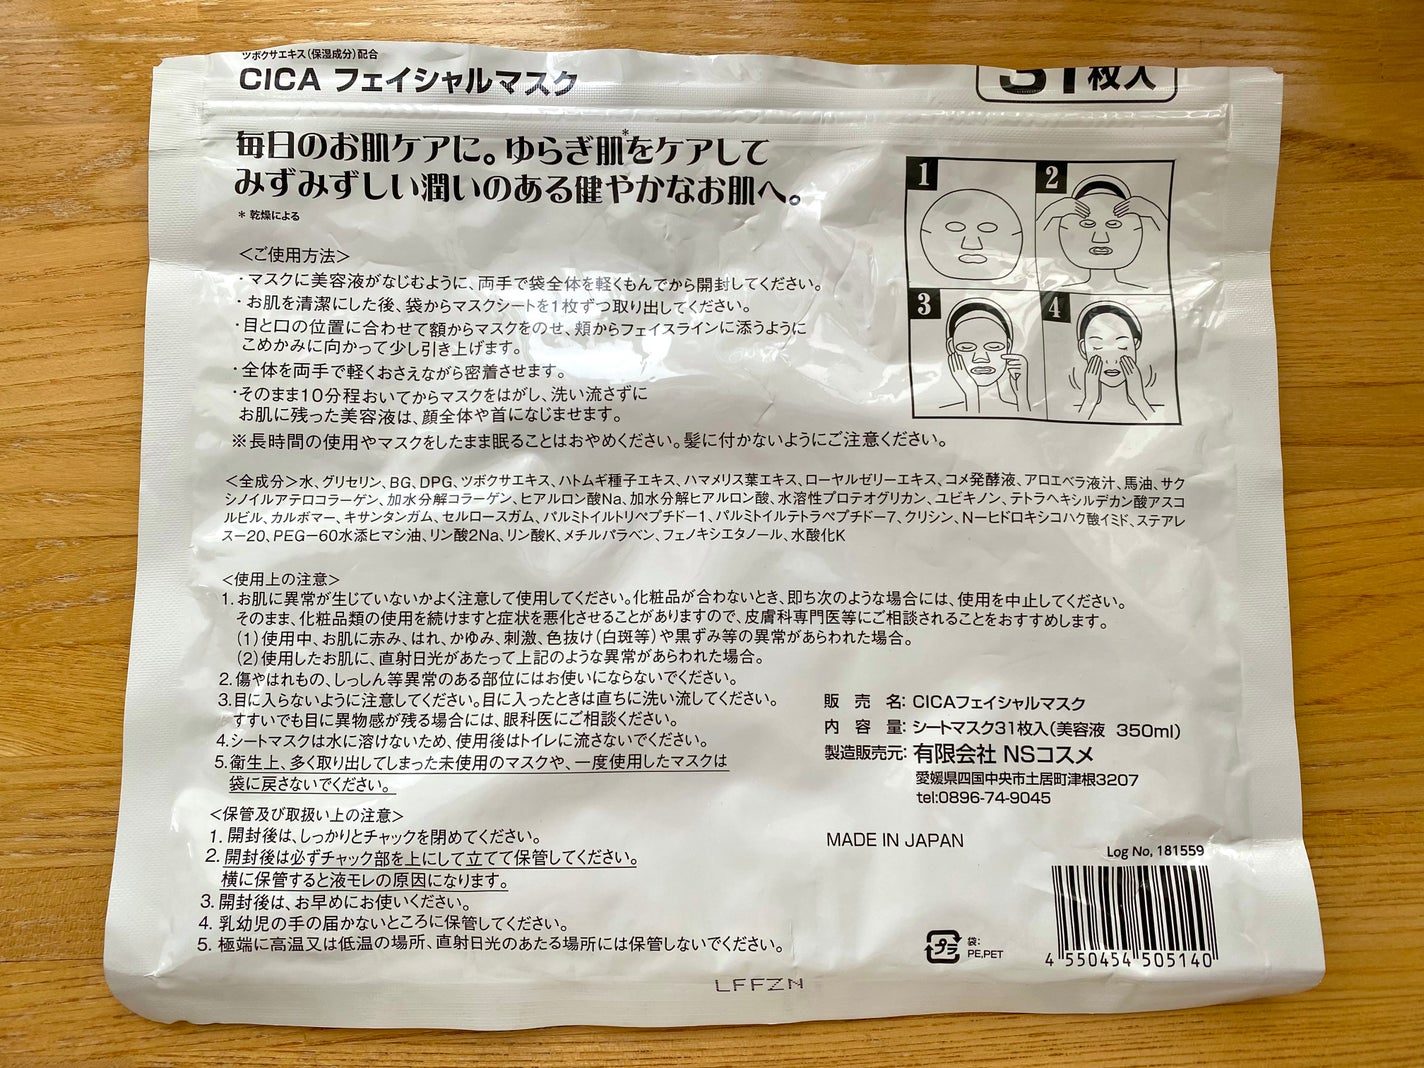 ツボクサエキス(保湿成分)配合
CICA フェイシャルマスク
31枚入
毎日のお肌ケアに。ゆらぎ肌*をケアして
みずみずしい潤いのある健やかなお肌へ。
* 乾燥による
1
2
3
4
＜ご使用方法＞
・マスクに美容液がなじむように、両手で袋全体を軽くもんでから開封してください。
・お肌を清潔にした後、袋からマスクシートを1枚ずつ取り出してください。
・目と口の位置に合わせて額からマスクをのせ、頬からフェイスラインに添うように
こめかみに向かって少し引き上げます。
・全体を両手で軽くおさえながら密着させます。
・そのまま10分程おいてからマスクをはがし、洗い流さずに
お肌に残った美容液は、顔全体や首になじませます。
※長時間の使用やマスクをしたまま眠ることはおやめください。髪に付かないようにご注意ください。
＜全成分＞水、グリセリン、BG、DPG、ツボクサエキス、ハトムギ種子エキス、ハマメリス葉エキス、ローヤルゼリーエキス、コメ発酵液、アロエベラ液汁、馬油、サク
シノイルアテロコラーゲン、加水分解コラーゲン、ヒアルロン酸Na、加水分解ヒアルロン酸、水溶性プロテオグリカン、ユビキノン、テトラヘキシルデカン酸アスコ
ルビル、カルボマー、キサンタンガム、セルロースガム、パルミトイルトリペプチド－1、パルミトイルテトラペプチド－7、クリシン、N－ヒドロキシコハク酸イミド、ステアレ
ス－20、PEG－60水添ヒマシ油、リン酸2Na、リン酸K、メチルパラベン、フェノキシエタノール、水酸化K
＜使用上の注意＞
1. お肌に異常が生じていないかよく注意して使用してください。化粧品が合わないとき、即ち次のような場合には、使用を中止してください。
そのまま、化粧品類の使用を続けますと症状を悪化させることがありますので、皮膚科専門医等にご相談されることをおすすめします。
(1)使用中、お肌に赤み、はれ、かゆみ、刺激、色抜け(白斑等)や黒ずみ等の異常があらわれた場合。
(2)使用したお肌に、直射日光があたって上記のような異常があらわれた場合。
2. 傷やはれもの、しっしん等異常のある部位にはお使いにならないでください。
3. 目に入らないように注意してください。目に入ったときは直ちに洗い流してください。
すすいでも目に異物感が残る場合には、眼科医にご相談ください。
4. シートマスクは水に溶けないため、使用後はトイレに流さないでください。
5. 衛生上、多く取り出してしまった未使用のマスクや、一度使用したマスクは
袋に戻さないでください。
＜保管及び取扱い上の注意＞
1. 開封後は、しっかりとチャックを閉めてください。
2. 開封後は必ずチャック部を上にして立てて保管してください。
横に保管すると液モレの原因になります。
3. 開封後は、お早めにお使いください。
4. 乳幼児の手の届かないところに保管してください。
5. 極端に高温又は低温の場所、直射日光のあたる場所には保管しないでください。
販 売 名: CICAフェイシャルマスク
内 容 量: シートマスク31枚入(美容液 350ml)
製造販売元: 有限会社 NSコスメ
愛媛県四国中央市土居町津根3207
tel:0896-74-9045
MADE IN JAPAN
Log No, 181559
プラ
袋:
PE,PET
4 550454 505140
LFFZN